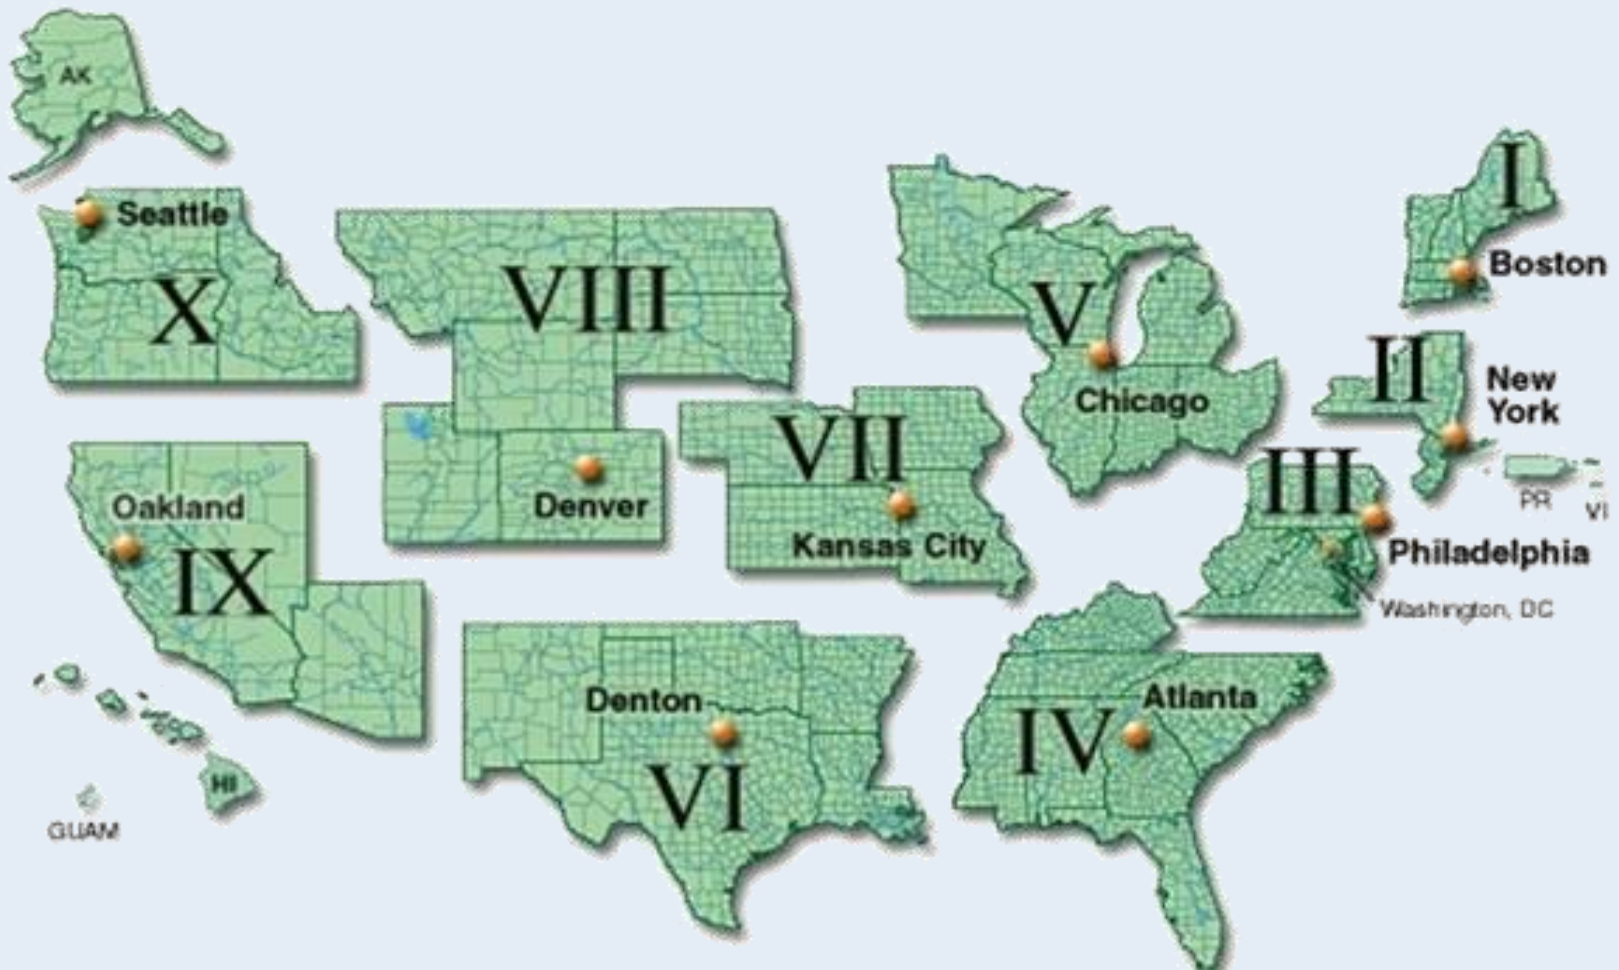 AK
Seattle
X
VIII
V
Chicago
I
Boston
II
New
York
PR
VI
III
Philadelphia
Washington, DC
VII
Kansas City
Denver
Oakland
IX
HI
GUAM
Denton
VI
Atlanta
IV